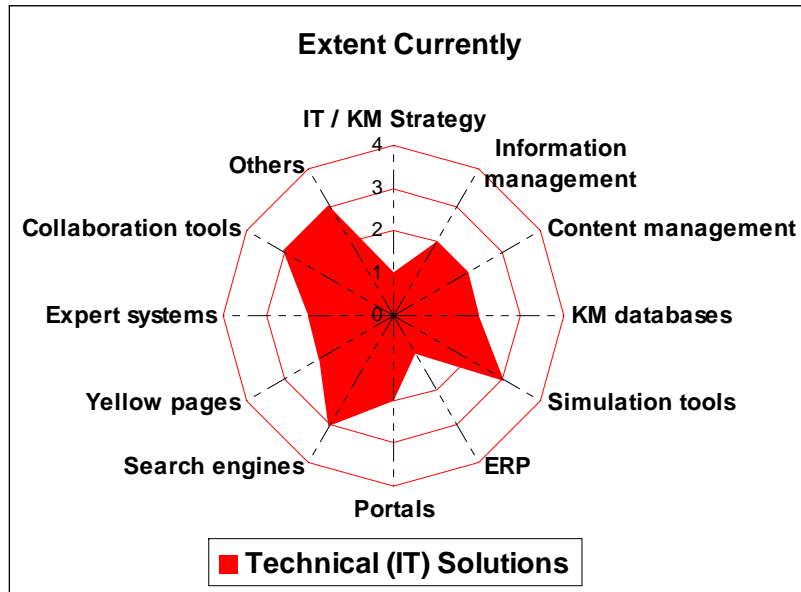 Extent Currently
IT / KM Strategy
Information
management
Content management
KM databases
Simulation tools
ERP
Portals
Search engines
Yellow pages
Expert systems
Collaboration tools
Others
4
3
2
1
0
Technical (IT) Solutions